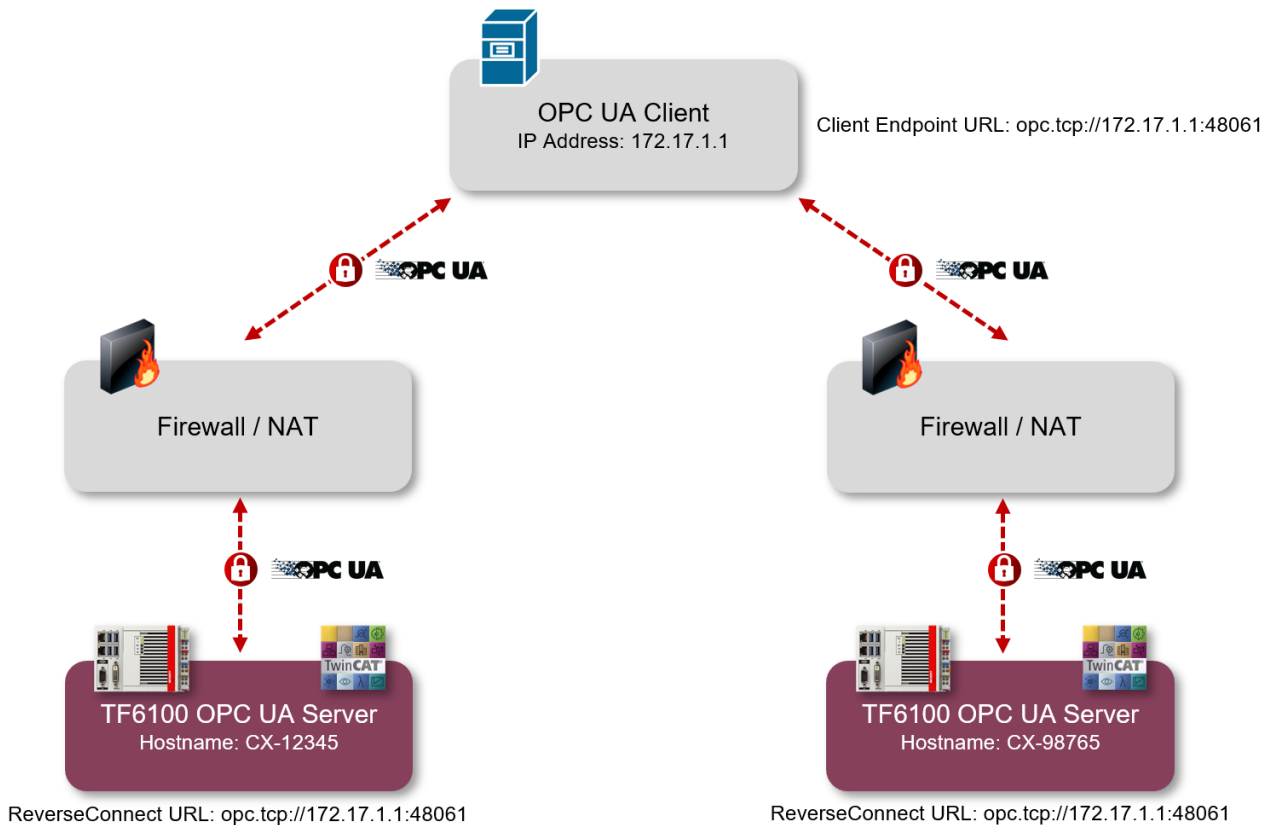 OPC UA Client
IP Address: 172.17.1.1
Client Endpoint URL: opc.tcp://172.17.1.1:48061
OPC UA
OPC UA
Firewall / NAT
Firewall / NAT
OPC UA
OPC UA
TwinCAT
TwinCAT
TF6100 OPC UA Server
Hostname: CX-12345
TF6100 OPC UA Server
Hostname: CX-98765
ReverseConnect URL: opc.tcp://172.17.1.1:48061
ReverseConnect URL: opc.tcp://172.17.1.1:48061